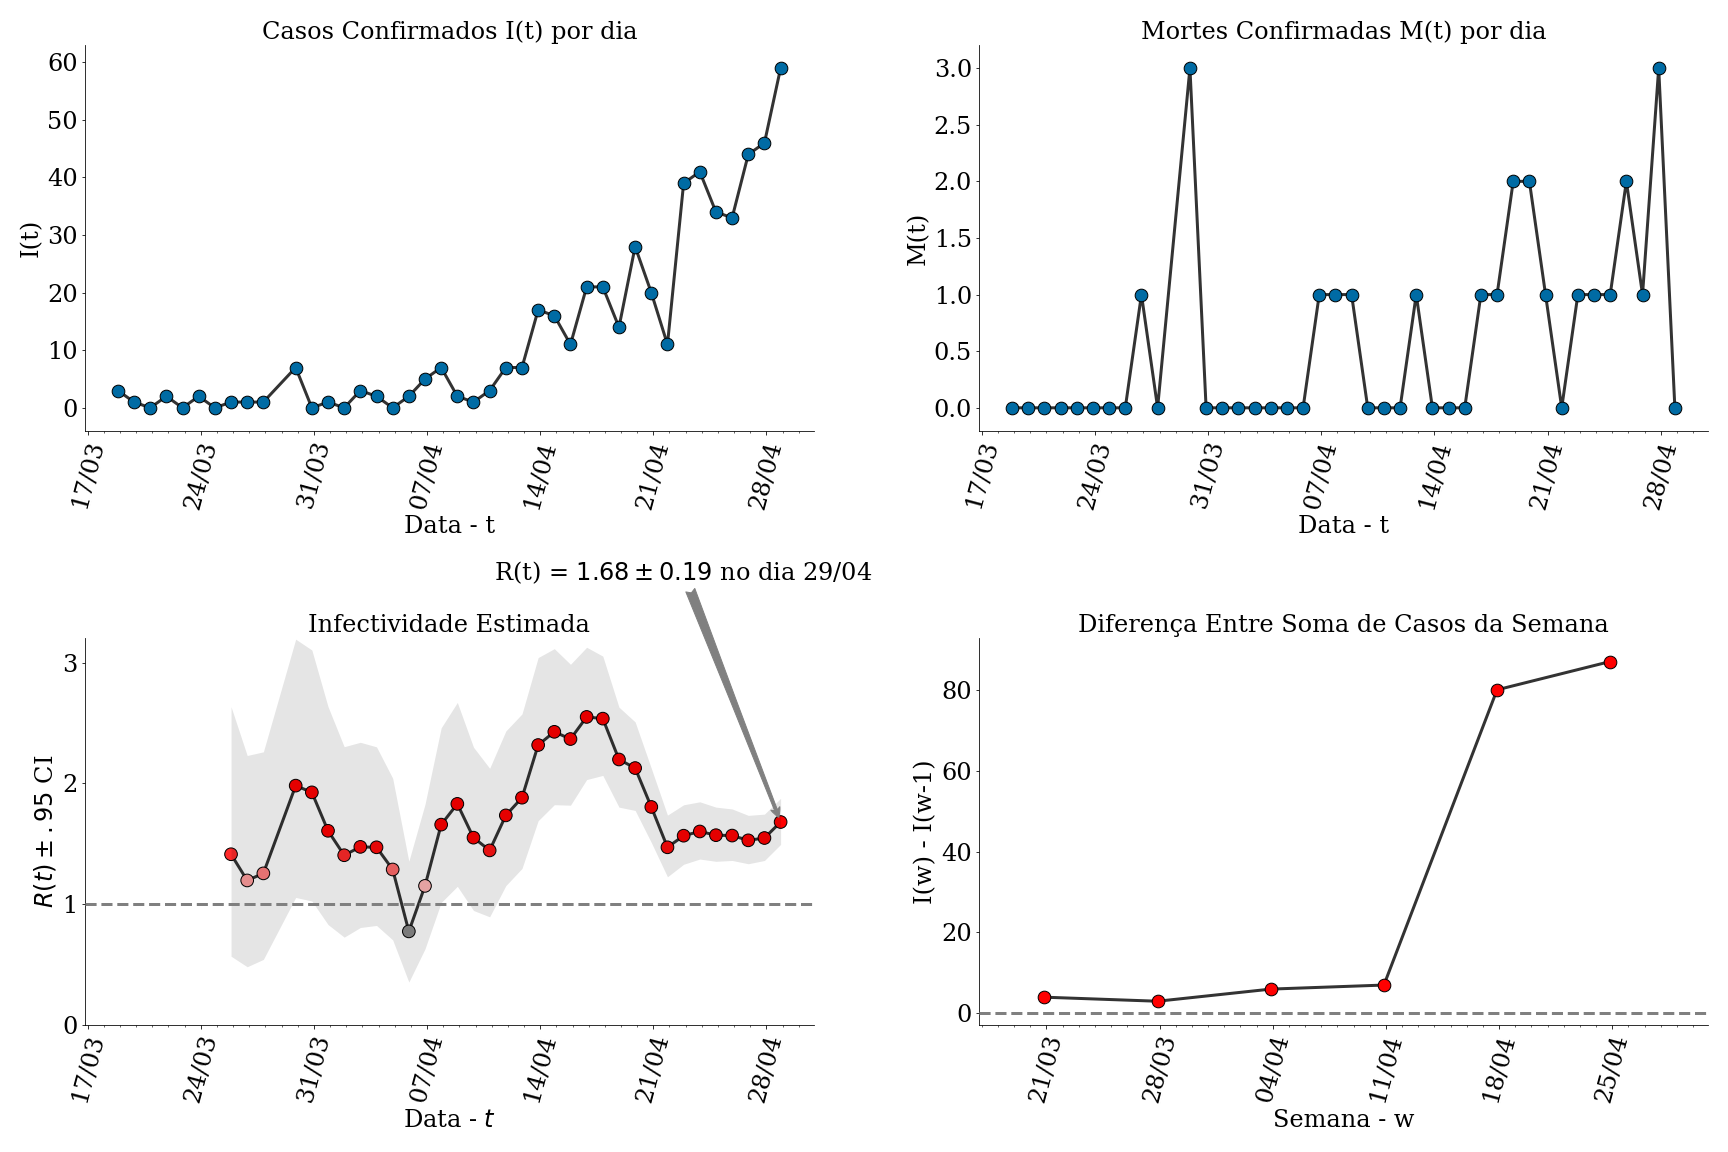 Casos Confirmados I(t) por dia
I(t)
60
50
40
30
20
10
0
17/03 24/03 31/03 07/04 14/04 21/04 28/04
Data - t
Mortes Confirmadas M(t) por dia
M(t)
3.0
2.5
2.0
1.5
1.0
0.5
0.0
17/03 24/03 31/03 07/04 14/04 21/04 28/04
Data - t
R(t) = 1.68 ± 0.19 no dia 29/04
Infectividade Estimada
R(t) ± .95 CI
3
2
1
0
17/03 24/03 31/03 07/04 14/04 21/04 28/04
Data - t
Diferença Entre Soma de Casos da Semana
I(w) - I(w-1)
80
60
40
20
0
21/03 28/03 04/04 11/04 18/04 25/04
Semana - w